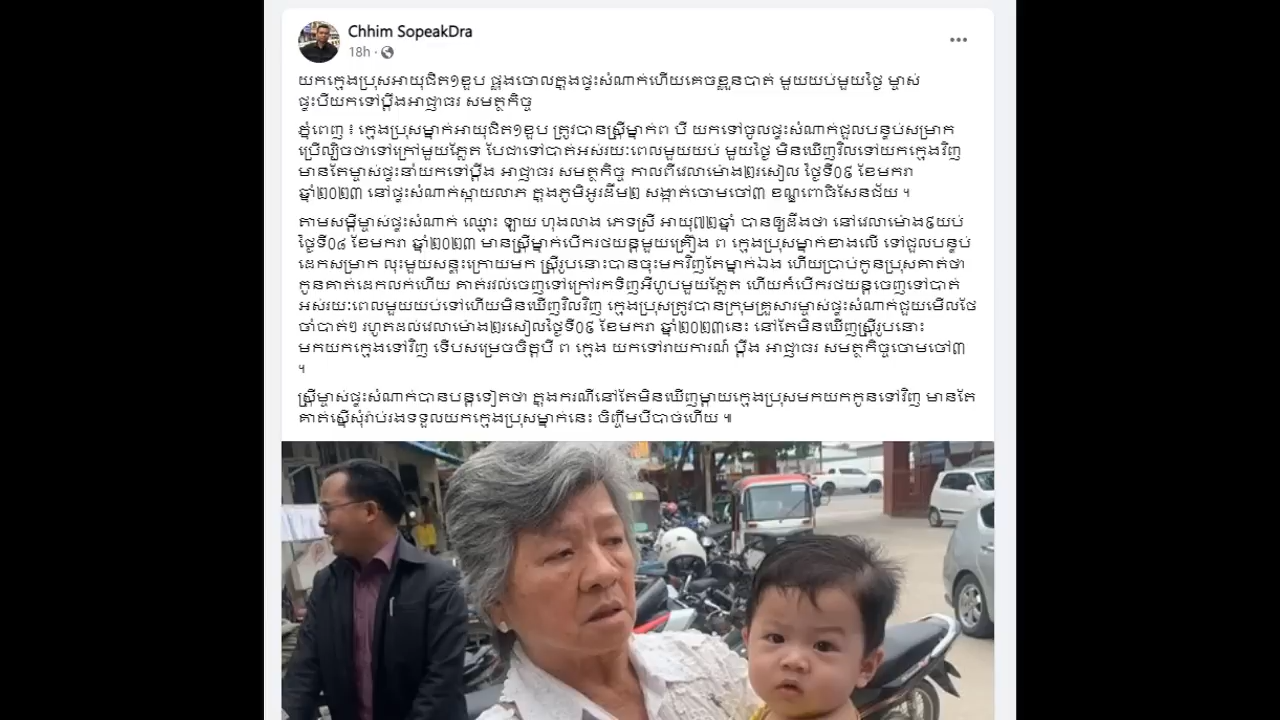 Chhim SopeakDra
18h
យកក្មេងប្រុសអាយុជិត១ឌួប ផ្លុងចោលក្នុងផ្ទះសំណាក់ហើយគេចខ្លួនបាត់ មួយយប់មួយថ្ងៃ ម្ចាស់
ផ្ទះបីយកទៅប្ដឹងអាជ្ញាធរ សមត្ថកិច្ច
ភ្នំពេញ ៖ ក្មេងប្រុសម្នាក់អាយុជិត១ឌួប ត្រូវបានស្ត្រីម្នាក់ព បី យកទៅចូលផ្ទះសំណាក់ជួលបន្ទប់សម្រាក
ប្រើល្បិចថាទៅក្រៅមួយភ្លែត បែជាទៅបាត់អស់រយៈពេលមួយយប់ មួយថ្ងៃ មិនឃើញវិលទៅយកក្មេងវិញ
មានតែម្ចាស់ផ្ទះនាំយកទៅប្ដឹង អាជ្ញាធរ សមត្ថកិច្ច កាលពីវេលាម៉ោង២រសៀល ថ្ងៃទី០៥ ខែមករា
ឆ្នាំ២០២៣ នៅផ្ទះសំណាក់ស្កាយលាភ ក្នុងភូមិអូរដឹម២ សង្កាត់ចោមចៅ៣ ខណ្ឌពោធិសែនជ័យ ។
តាមសម្ដីម្ចាស់ផ្ទះសំណាក់ ឈ្មោះ ឡាយ ហុងលាង ភេទស្រី អាយុ៧២ឆ្នាំ បានឲ្យដឹងថា នៅវេលាម៉ោង៩យប់
ថ្ងៃទី០៤ ខែមករា ឆ្នាំ២០២៣ មានស្ត្រីម្នាក់បើករថយន្តមួយគ្រឿង ព ក្មេងប្រុសម្នាក់ខាងលើ ទៅជួលបន្ទប់
ដេកសម្រាក លុះមួយសន្ទុះក្រោយមក ស្ត្រីរូបនោះបានចុះមកវិញតែម្នាក់ឯង ហើយប្រាប់កូនប្រុសគាត់ថា
កូនគាត់ដេកលក់ហើយ គាត់រវល់ចេញទៅក្រៅរកទិញអីហូបមួយភ្លែត ហើយក៏បើករថយន្តចេញទៅបាត់
អស់រយៈពេលមួយយប់ទៅហើយមិនឃើញវិលវិញ ក្មេងប្រុសត្រូវបានក្រុមគ្រួសារម្ចាស់ផ្ទះសំណាក់ជួយមើលថែ
ចាំបាត់ៗ រហូតដល់វេលាម៉ោង២រសៀលថ្ងៃទី០៥ ខែមករា ឆ្នាំ២០២៣នេះ នៅតែមិនឃើញស្ត្រីរូបនោះ
មកយកក្មេងទៅវិញ ទើបសម្រេចចិត្តបី ព ក្មេង យកទៅរាយការណ៍ ប្ដឹង អាជ្ញាធរ សមត្ថកិច្ចចោមចៅ៣
។
ស្ត្រីម្ចាស់ផ្ទះសំណាក់បានបន្តទៀតថា ក្នុងករណីនៅតែមិនឃើញម្ដាយក្មេងប្រុសមកយកកូនទៅវិញ មានតែ
គាត់ស្នើសុំរ៉ាប់រងទទួលយកក្មេងប្រុសម្នាក់នេះ ចិញ្ចឹមបីបាច់ហើយ ៕